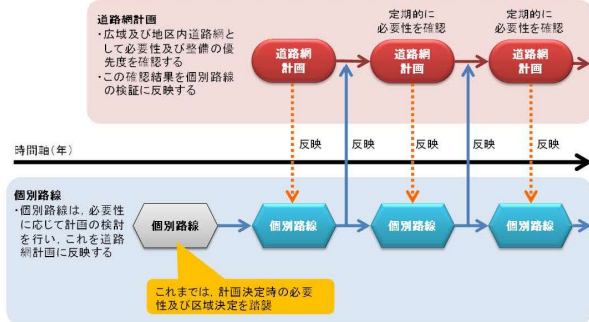 道路網計画
・広域及び地区内道路網と
して必要性及び整備の優
先度を確認する
・この確認結果を個別路線
の検証に反映する
定期的に
必要性を確認
定期的に
必要性を確認
道路網
計画
道路網
計画
道路網
計画
反映
反映
反映
反映
反映
時間軸(年)
個別路線
・個別路線は,必要性
に応じて計画の検討
を行い,これを道路
網計画に反映する
個別路線
個別路線
個別路線
個別路線
これまでは,計画決定時の必要
性及び区域決定を踏襲